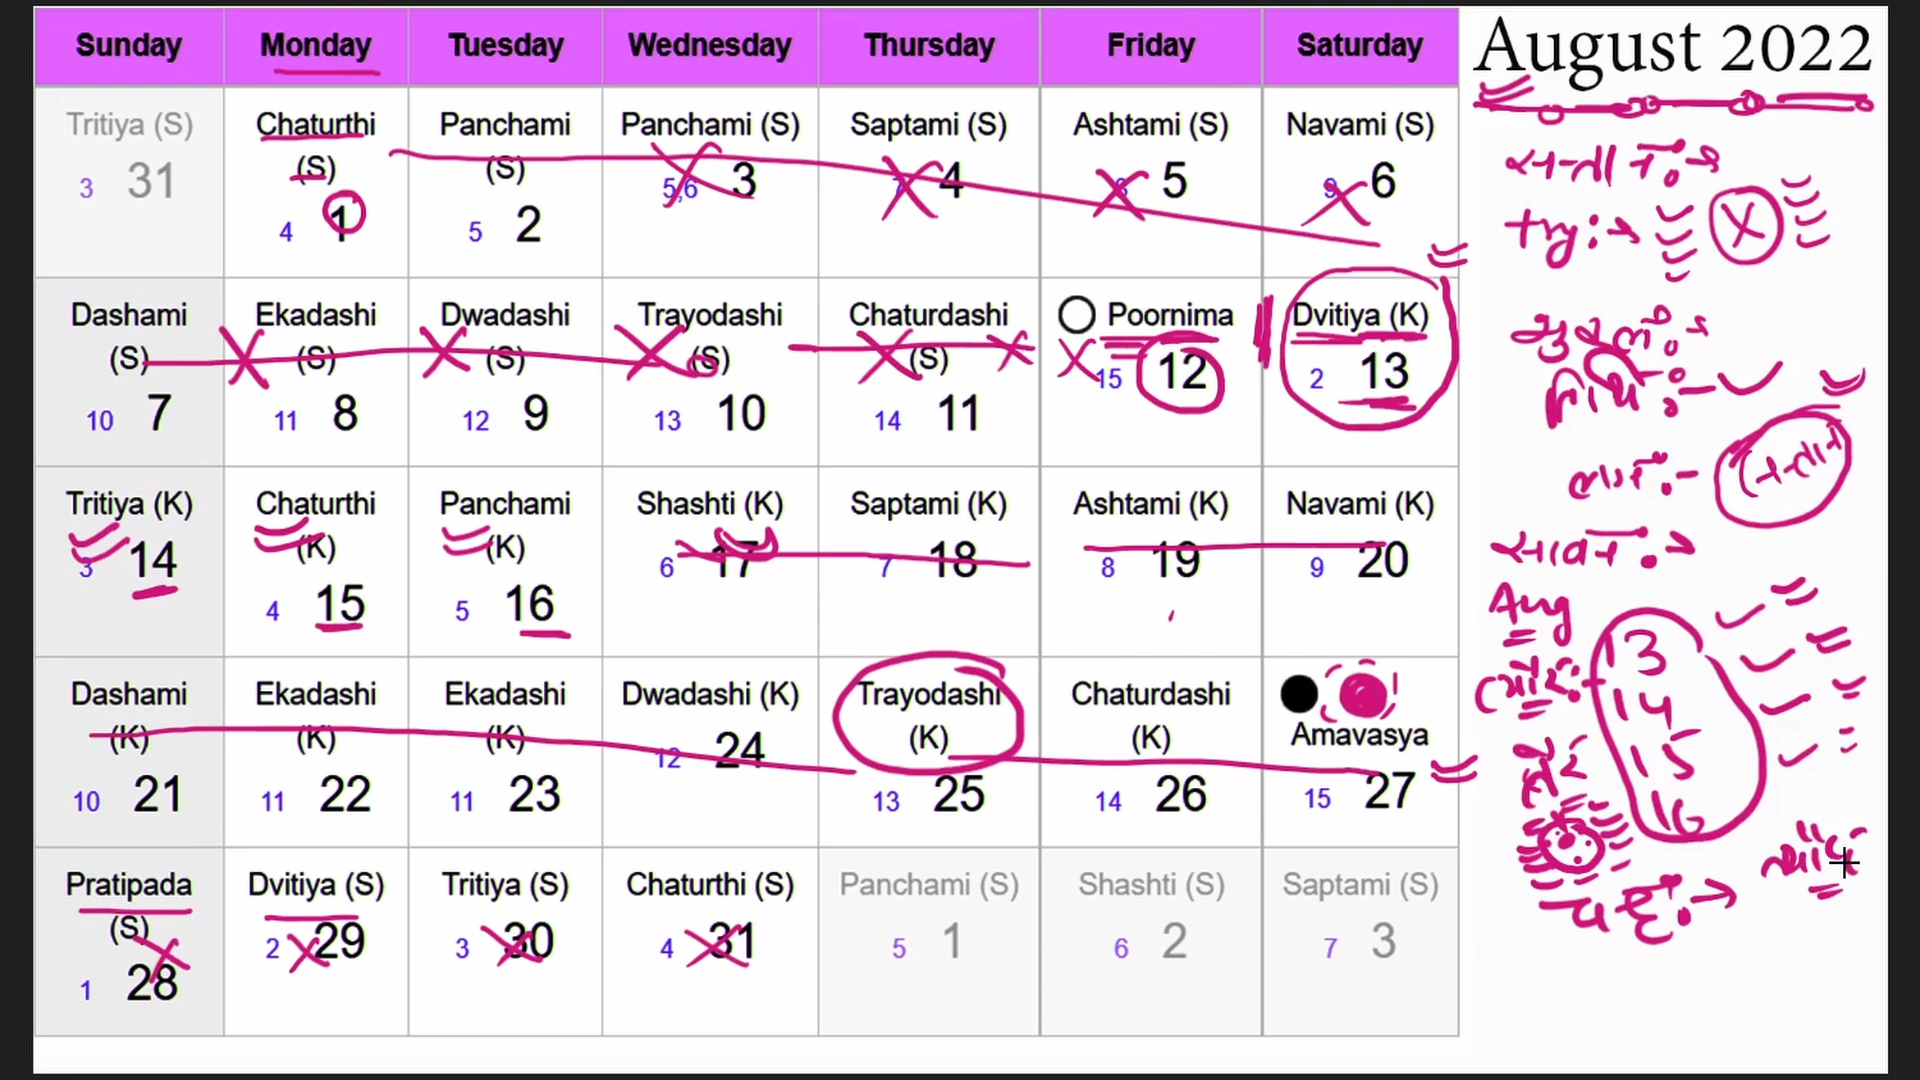 August 2022
Sunday Monday Tuesday Wednesday Thursday Friday Saturday
Tritiya (S)
3 31
Chaturthi
(S)
4 1
Panchami
(S)
5 2
Panchami (S)
5,6 3
Saptami (S)
4
Ashtami (S)
5
Navami (S)
9 6
Dashami
(S)
10 7
Ekadashi
(S)
11 8
Dwadashi
(S)
12 9
Trayodashi
(S)
13 10
Chaturdashi
(S)
14 11
Poornima
15 12
Dvitiya (K)
2 13
Tritiya (K)
3 14
Chaturthi
(K)
4 15
Panchami
(K)
5 16
Shashti (K)
6 17
Saptami (K)
7 18
Ashtami (K)
8 19
Navami (K)
9 20
Dashami
(K)
10 21
Ekadashi
(K)
11 22
Ekadashi
(K)
11 23
Dwadashi (K)
12 24
Trayodashi
(K)
13 25
Chaturdashi
(K)
14 26
Amavasya
15 27
Pratipada
(S)
1 28
Dvitiya (S)
2 29
Tritiya (S)
3 30
Chaturthi (S)
4 31
Panchami (S)
5 1
Shashti (S)
6 2
Saptami (S)
7 3
try:→
Aug
13
14
15
16